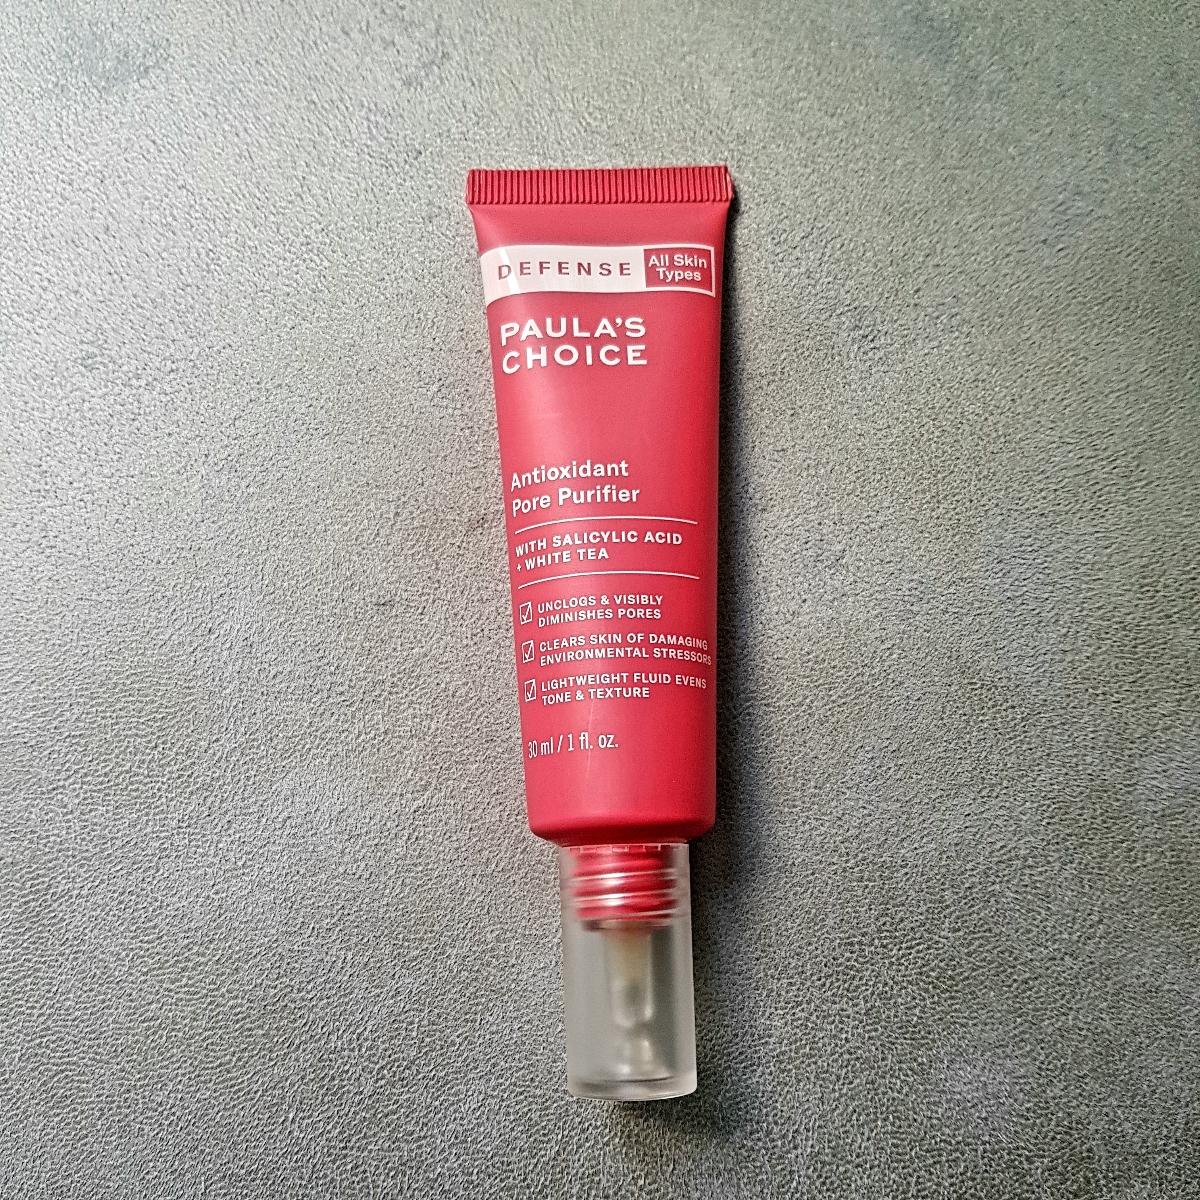 DEFENSE
All Skin
Types
PAULA'S
CHOICE
Antioxidant
Pore Purifier
WITH SALICYLIC ACID
+ WHITE TEA
UNCLOGS & VISIBLY
DIMINISHES PORES
CLEARS SKIN OF DAMAGING
ENVIRONMENTAL STRESSORS
LIGHTWEIGHT FLUID EVENS
TONE & TEXTURE
30 ml / 1 fl. oz.